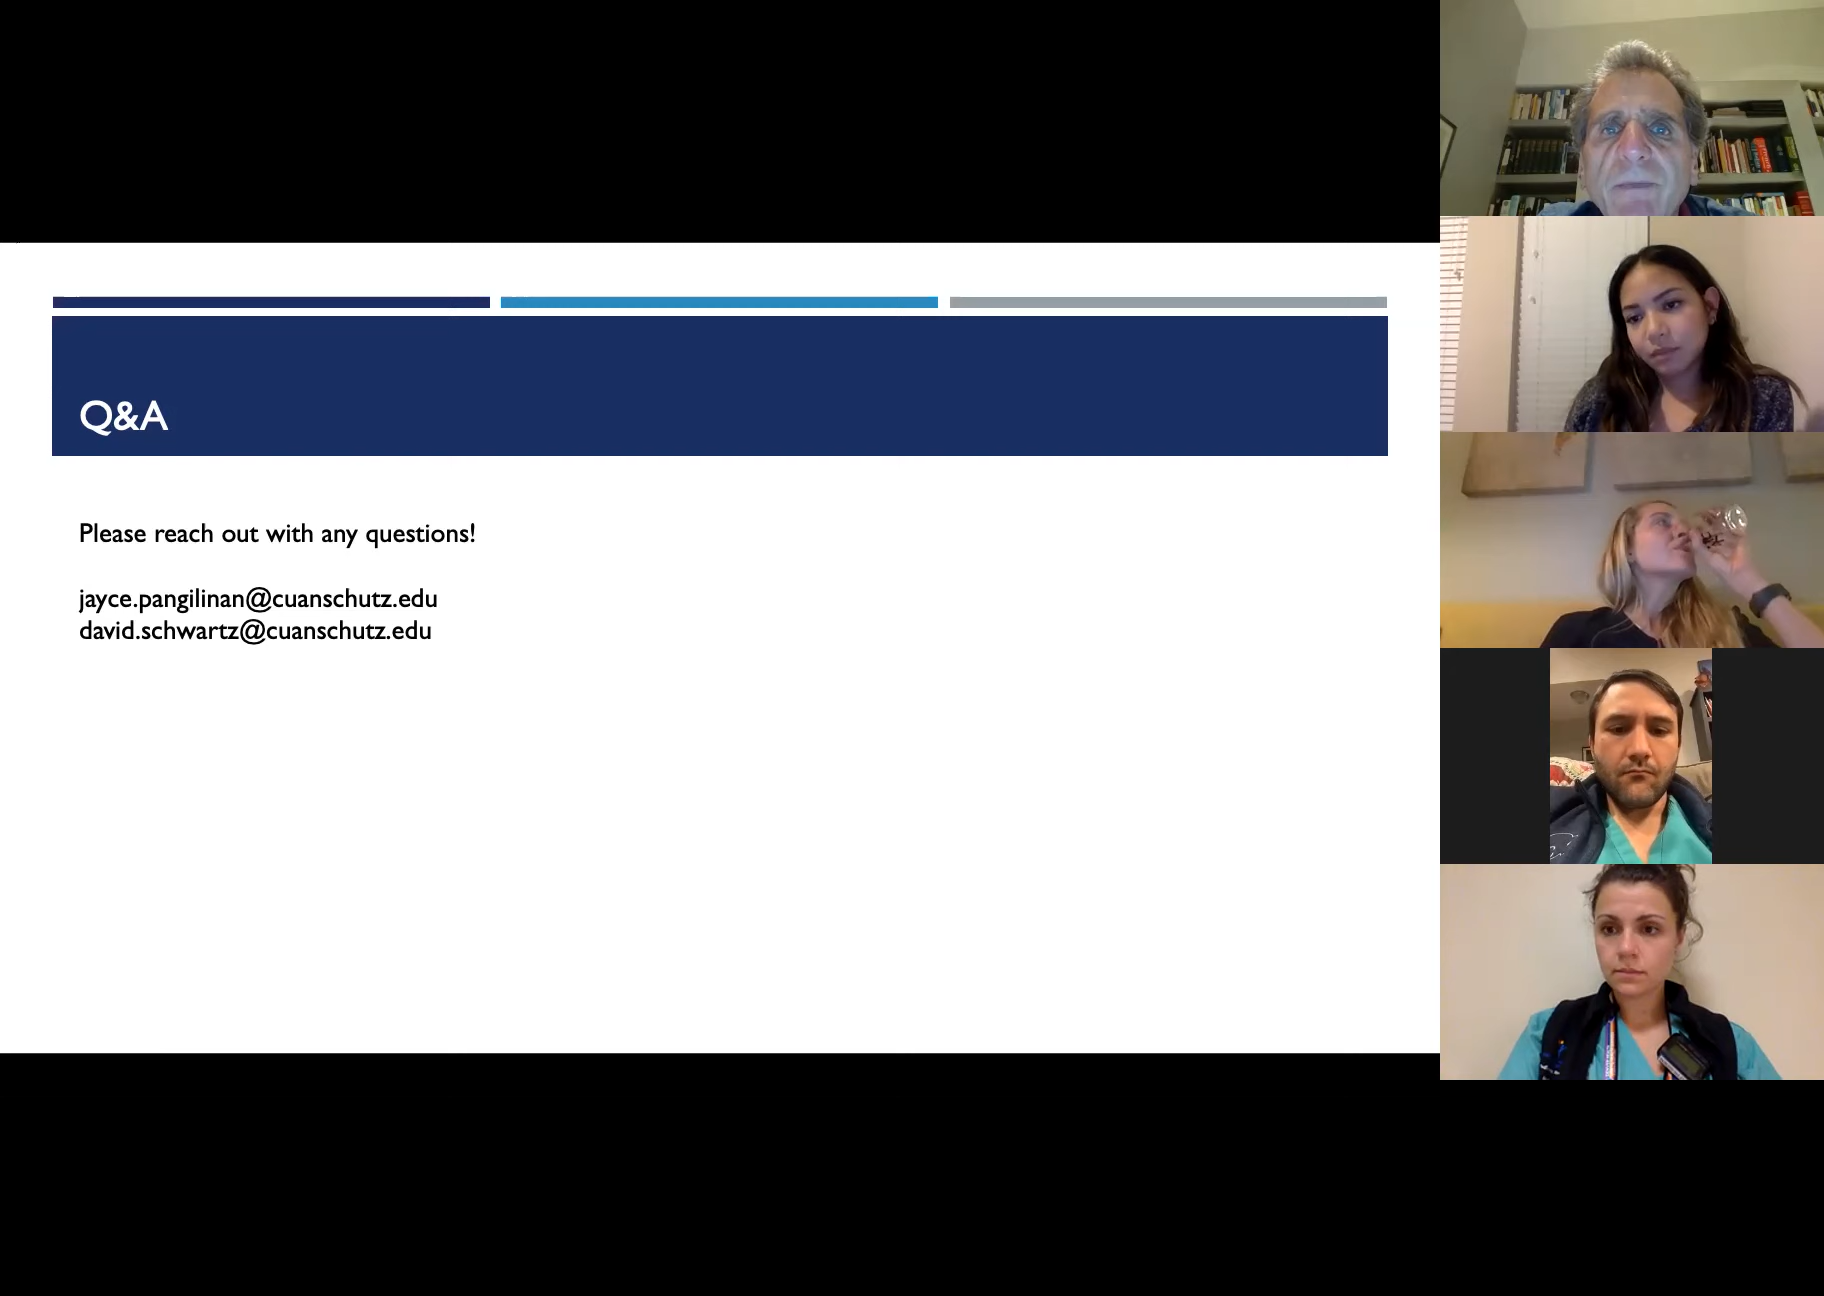 Q&A
Please reach out with any questions!
jayce.pangilinan@cuanschutz.edu
david.schwartz@cuanschutz.edu